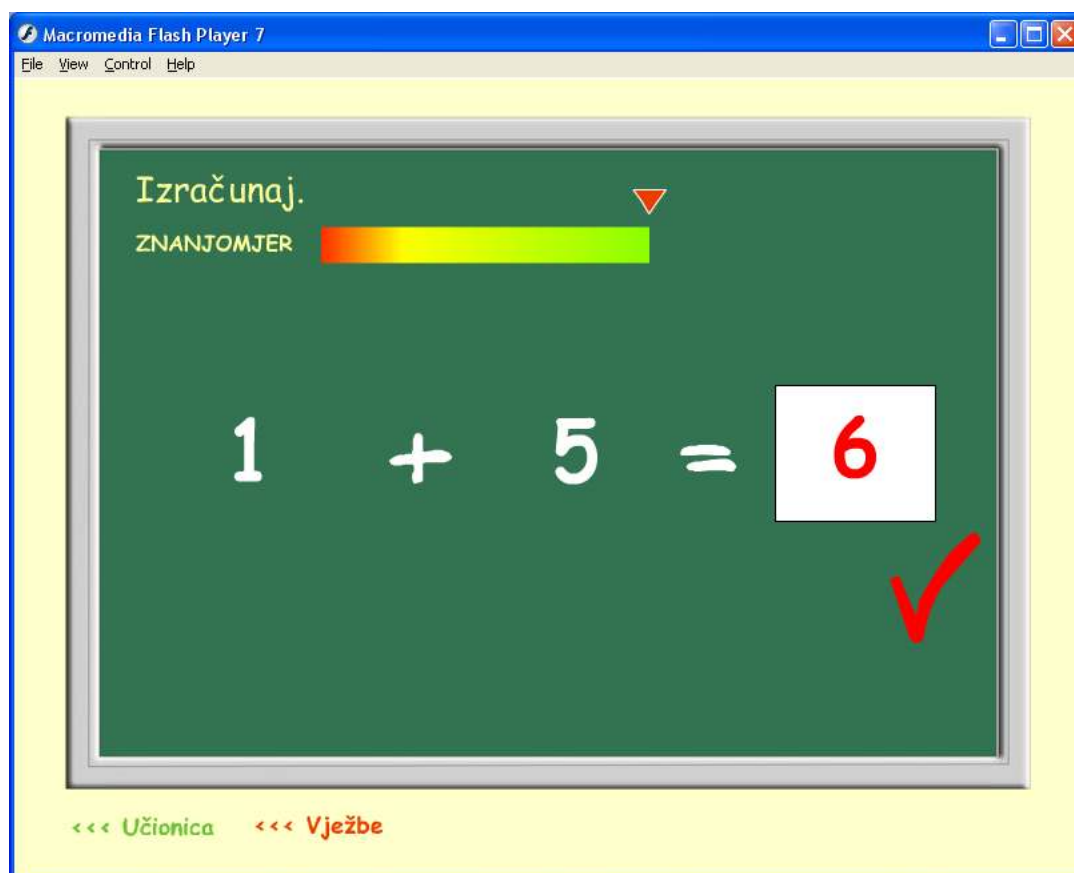 Macromedia Flash Player 7
File View Control Help
Izračunaj.
ZNANJOMJER
1 + 5 = 6
<<< Učionica <<< Vježbe